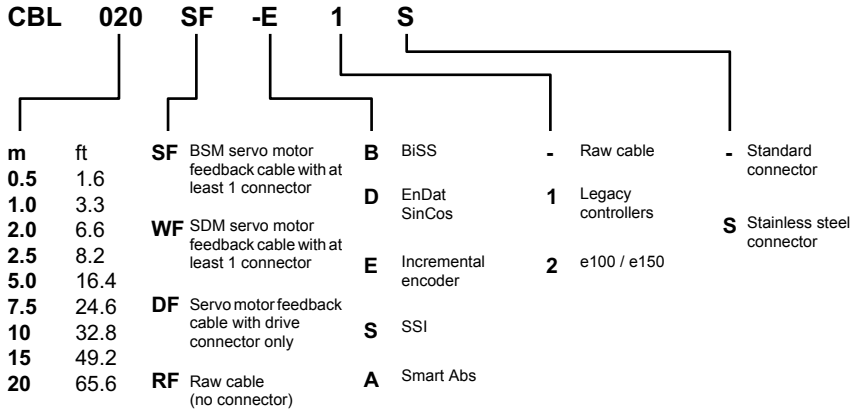 CBL 020 SF -E 1 S
m ft
0.5 1.6
1.0 3.3
2.0 6.6
2.5 8.2
5.0 16.4
7.5 24.6
10 32.8
15 49.2
20 65.6
SF BSM servo motor
feedback cable with at
least 1 connector
WF SDM servo motor
feedback cable with at
least 1 connector
DF Servo motor feedback
cable with drive
connector only
RF Raw cable
(no connector)
B BiSS
D EnDat
SinCos
E Incremental
encoder
S SSI
A Smart Abs
- Raw cable
1 Legacy
controllers
2 e100 / e150
- Standard
connector
S Stainless steel
connector